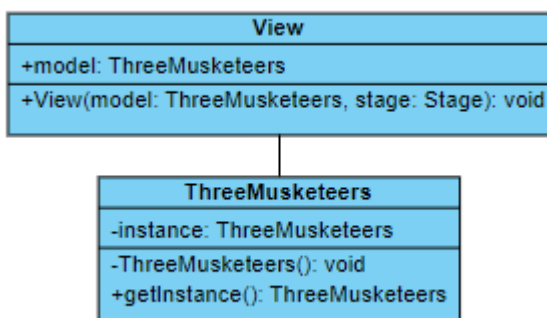 View
+model: ThreeMusketeers
+View(model: ThreeMusketeers, stage: Stage): void
ThreeMusketeers
-instance: ThreeMusketeers
-ThreeMusketeers(): void
+getInstance(): ThreeMusketeers